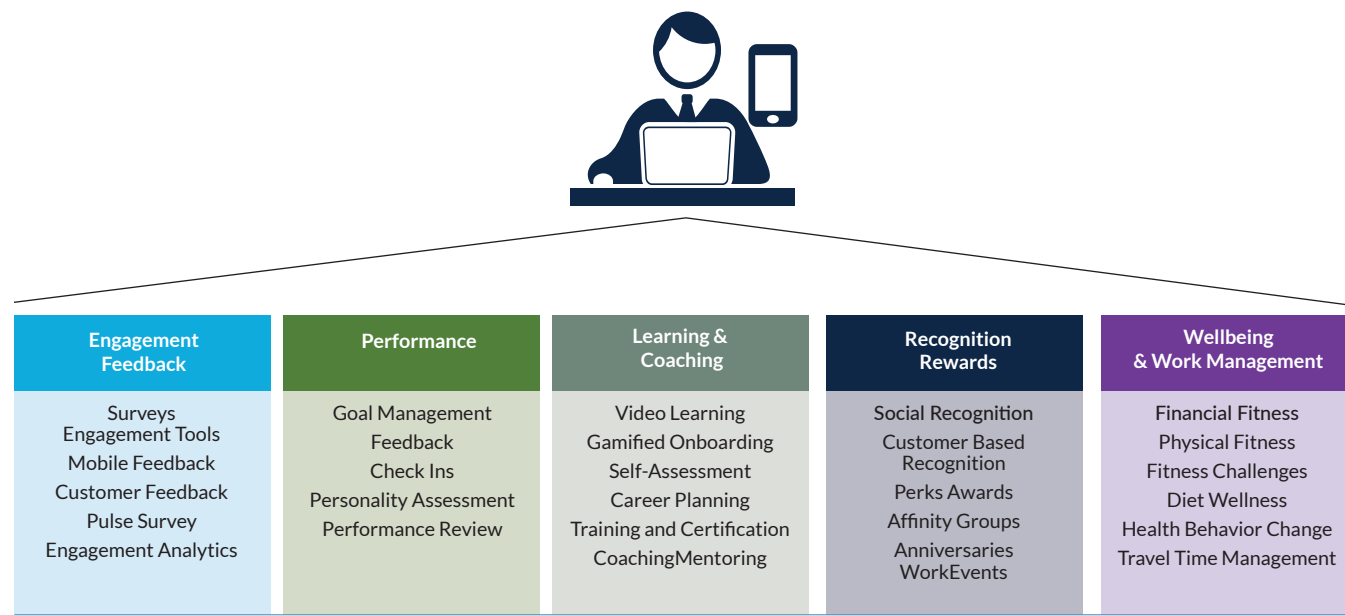 Engagement
Feedback
Surveys
Engagement Tools
Mobile Feedback
Customer Feedback
Pulse Survey
Engagement Analytics
Performance
Goal Management
Feedback
Check Ins
Personality Assessment
Performance Review
Learning &
Coaching
Video Learning
Gamified Onboarding
Self-Assessment
Career Planning
Training and Certification
CoachingMentoring
Recognition
Rewards
Social Recognition
Customer Based
Recognition
Perks Awards
Affinity Groups
Anniversaries
WorkEvents
Wellbeing
& Work Management
Financial Fitness
Physical Fitness
Fitness Challenges
Diet Wellness
Health Behavior Change
Travel Time Management